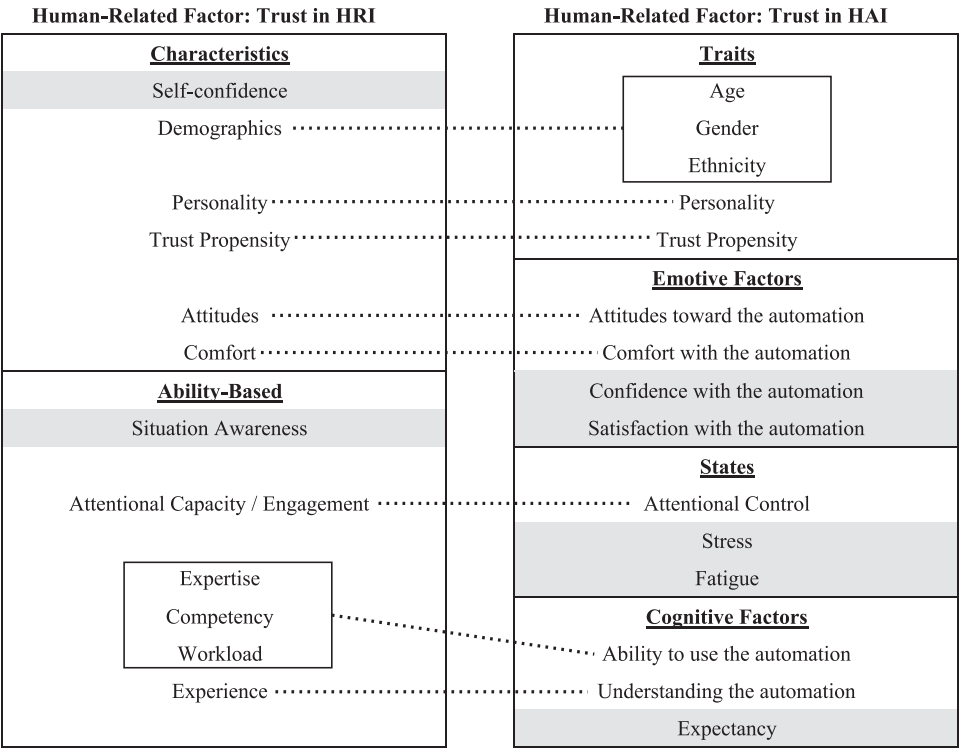 Human-Related Factor: Trust in HRI
Characteristics
Self-confidence
Demographics
Personality
Trust Propensity
Attitudes
Comfort
Ability-Based
Situation Awareness
Attentional Capacity / Engagement
Expertise
Competency
Workload
Experience
Human-Related Factor: Trust in HAI
Traits
Age
Gender
Ethnicity
Personality
Trust Propensity
Emotive Factors
Attitudes toward the automation
Comfort with the automation
Confidence with the automation
Satisfaction with the automation
States
Attentional Control
Stress
Fatigue
Cognitive Factors
Ability to use the automation
Understanding the automation
Expectancy